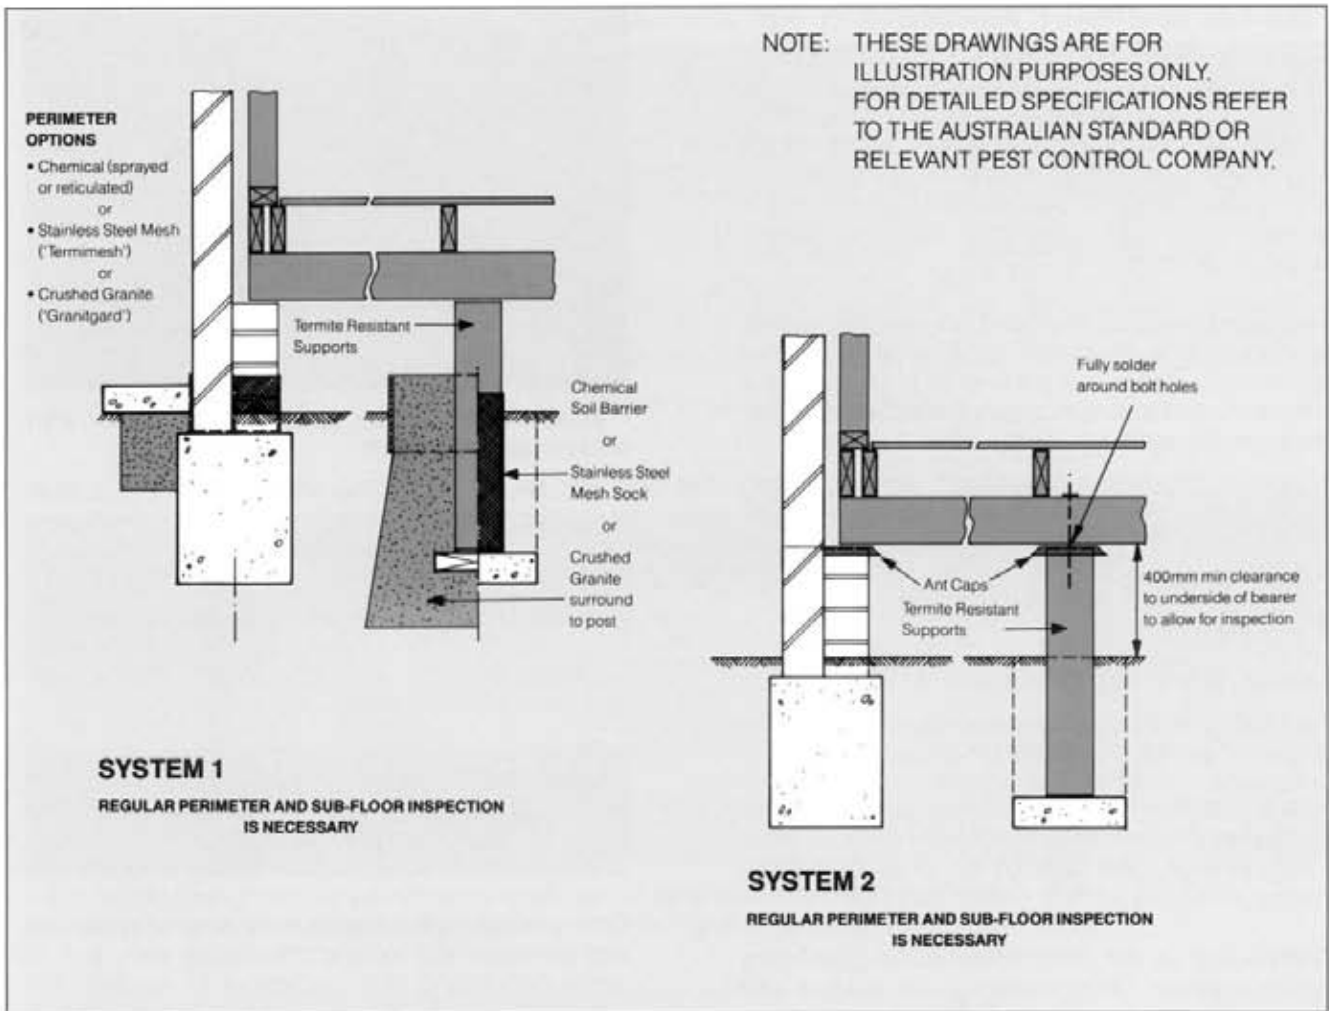 NOTE: THESE DRAWINGS ARE FOR
ILLUSTRATION PURPOSES ONLY.
FOR DETAILED SPECIFICATIONS REFER
TO THE AUSTRALIAN STANDARD OR
RELEVANT PEST CONTROL COMPANY.
PERIMETER
OPTIONS
• Chemical (sprayed
or reticulated)
or
• Stainless Steel Mesh
('Termimesh')
or
• Crushed Granite
('Granitgard')
Termite Resistant
Supports
Chemical
Soil Barrier
or
Stainless Steel
Mesh Sock
or
Crushed
Granite
surround
to post
SYSTEM 1
REGULAR PERIMETER AND SUB-FLOOR INSPECTION
IS NECESSARY
Fully solder
around bolt holes
Ant Caps
Termite Resistant
Supports
400mm min clearance
to underside of bearer
to allow for inspection
SYSTEM 2
REGULAR PERIMETER AND SUB-FLOOR INSPECTION
IS NECESSARY